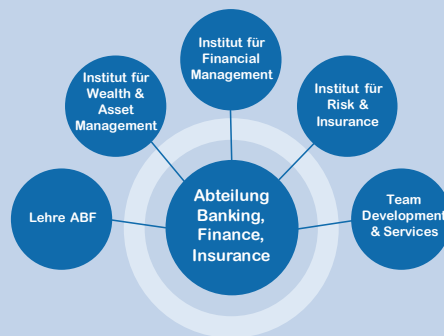 Institut für
Financial
Management
Institut für
Wealth &
Asset
Management
Institut für
Risk &
Insurance
Lehre ABF
Abteilung
Banking,
Finance,
Insurance
Team
Development
& Services